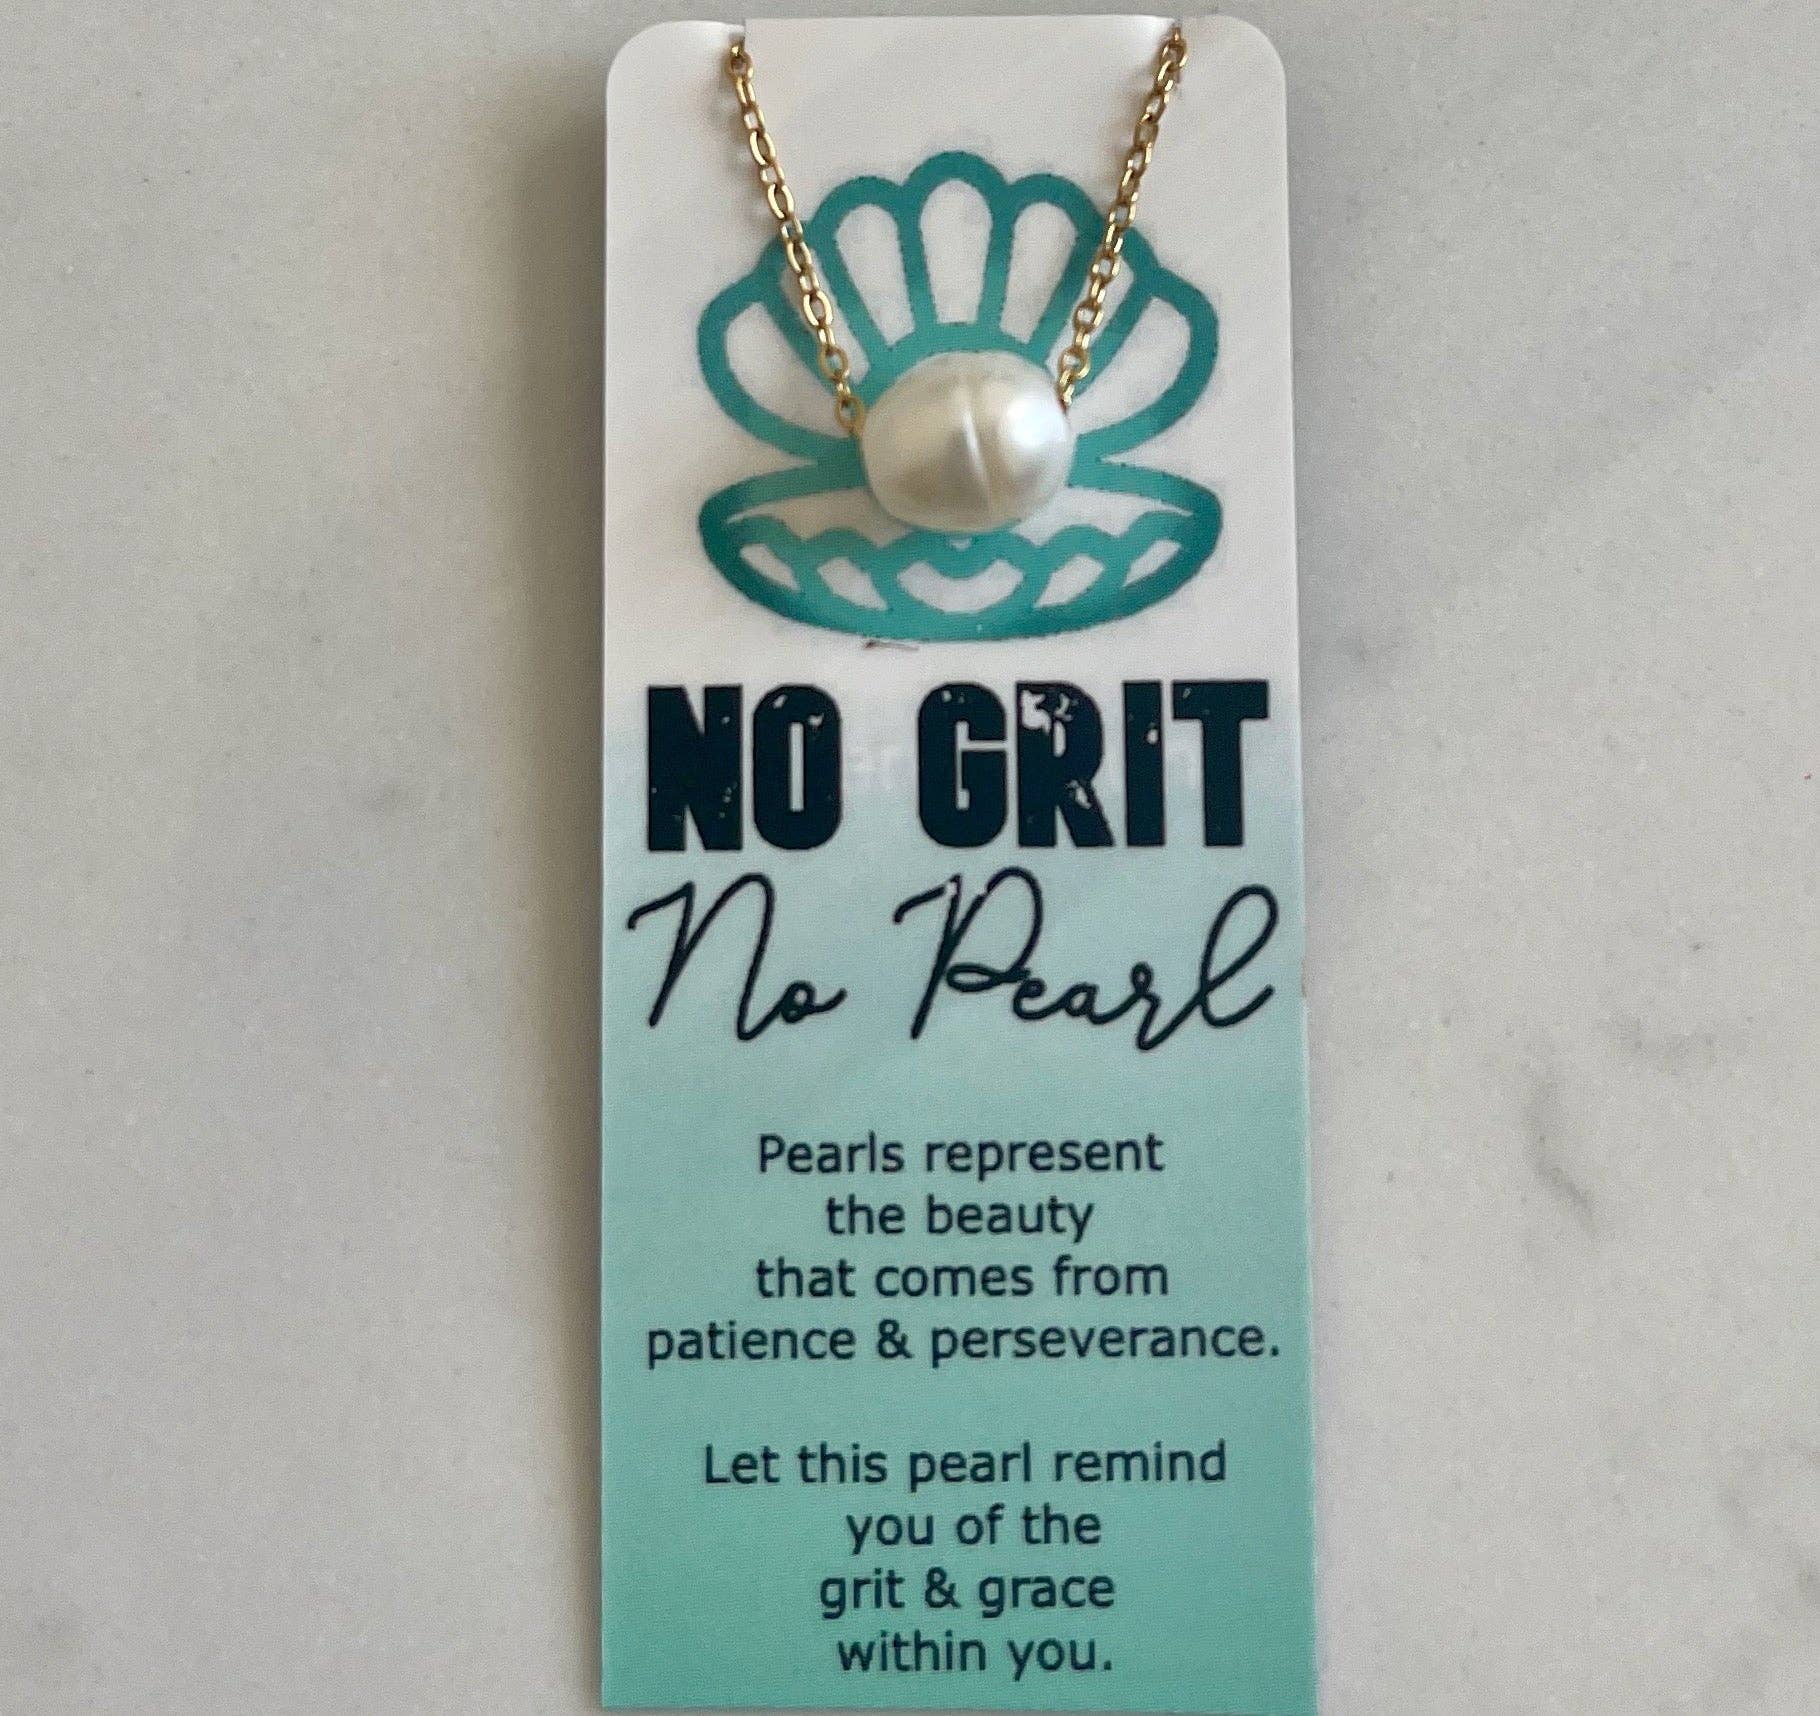 NO GRIT
No Pearl
Pearls represent
the beauty
that comes from
patience & perseverance.
Let this pearl remind
you of the
grit & grace
within you.